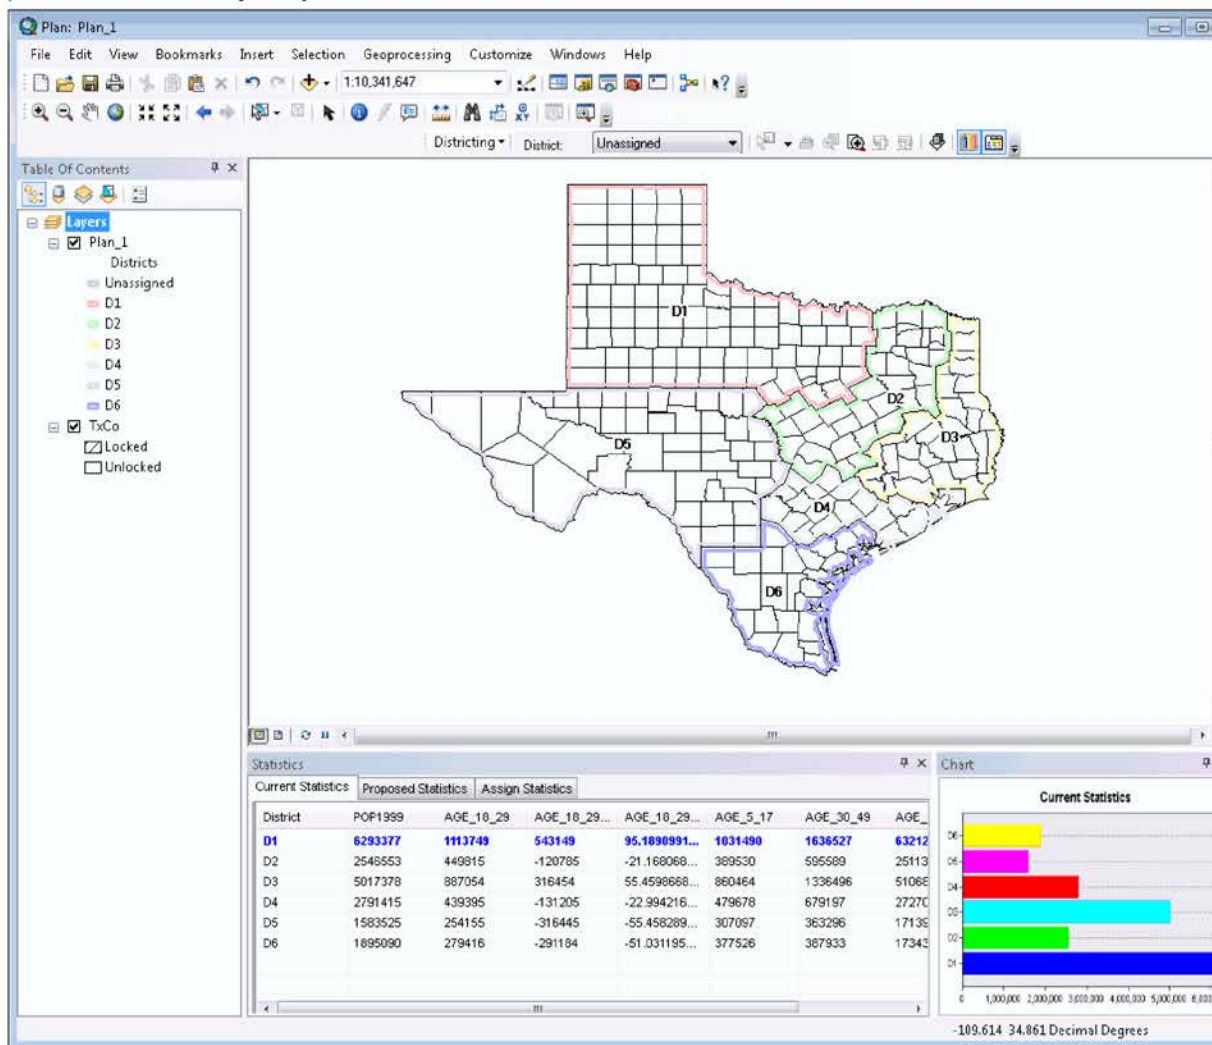 Plan: Plan_1
File Edit View Bookmarks Insert Selection Geoprocessing Customize Windows Help
1:10,341,647
Districting District: Unassigned
Table Of Contents
Layers
Plan_1
Districts
Unassigned
D1
D2
D3
D4
D5
D6
TxCo
Locked
Unlocked
D1
D2
D3
D5
D4
D6
Statistics
Current Statistics Proposed Statistics Assign Statistics
District POP1999 AGE_18_29 AGE_18_29... AGE_18_29... AGE_5_17 AGE_30_49 AGE_
D1 6293377 1113749 543149 95.1890991... 1031490 1636527 63212
D2 2546553 449815 -120785 -21.168068... 389530 595589 25113
D3 5017378 887054 316454 55.4598668... 860464 1336496 51068
D4 2791415 439395 -131205 -22.994216... 479678 679197 27270
D5 1583525 254155 -316445 -55.458289... 307097 363296 17139
D6 1895090 279416 -291184 -51.031195... 377526 387933 17343
Chart
Current Statistics
D6
D5
D4
D3
D2
D1
0 1,000,000 2,000,000 3,000,000 4,000,000 5,000,000
-109.614 34.861 Decimal Degrees